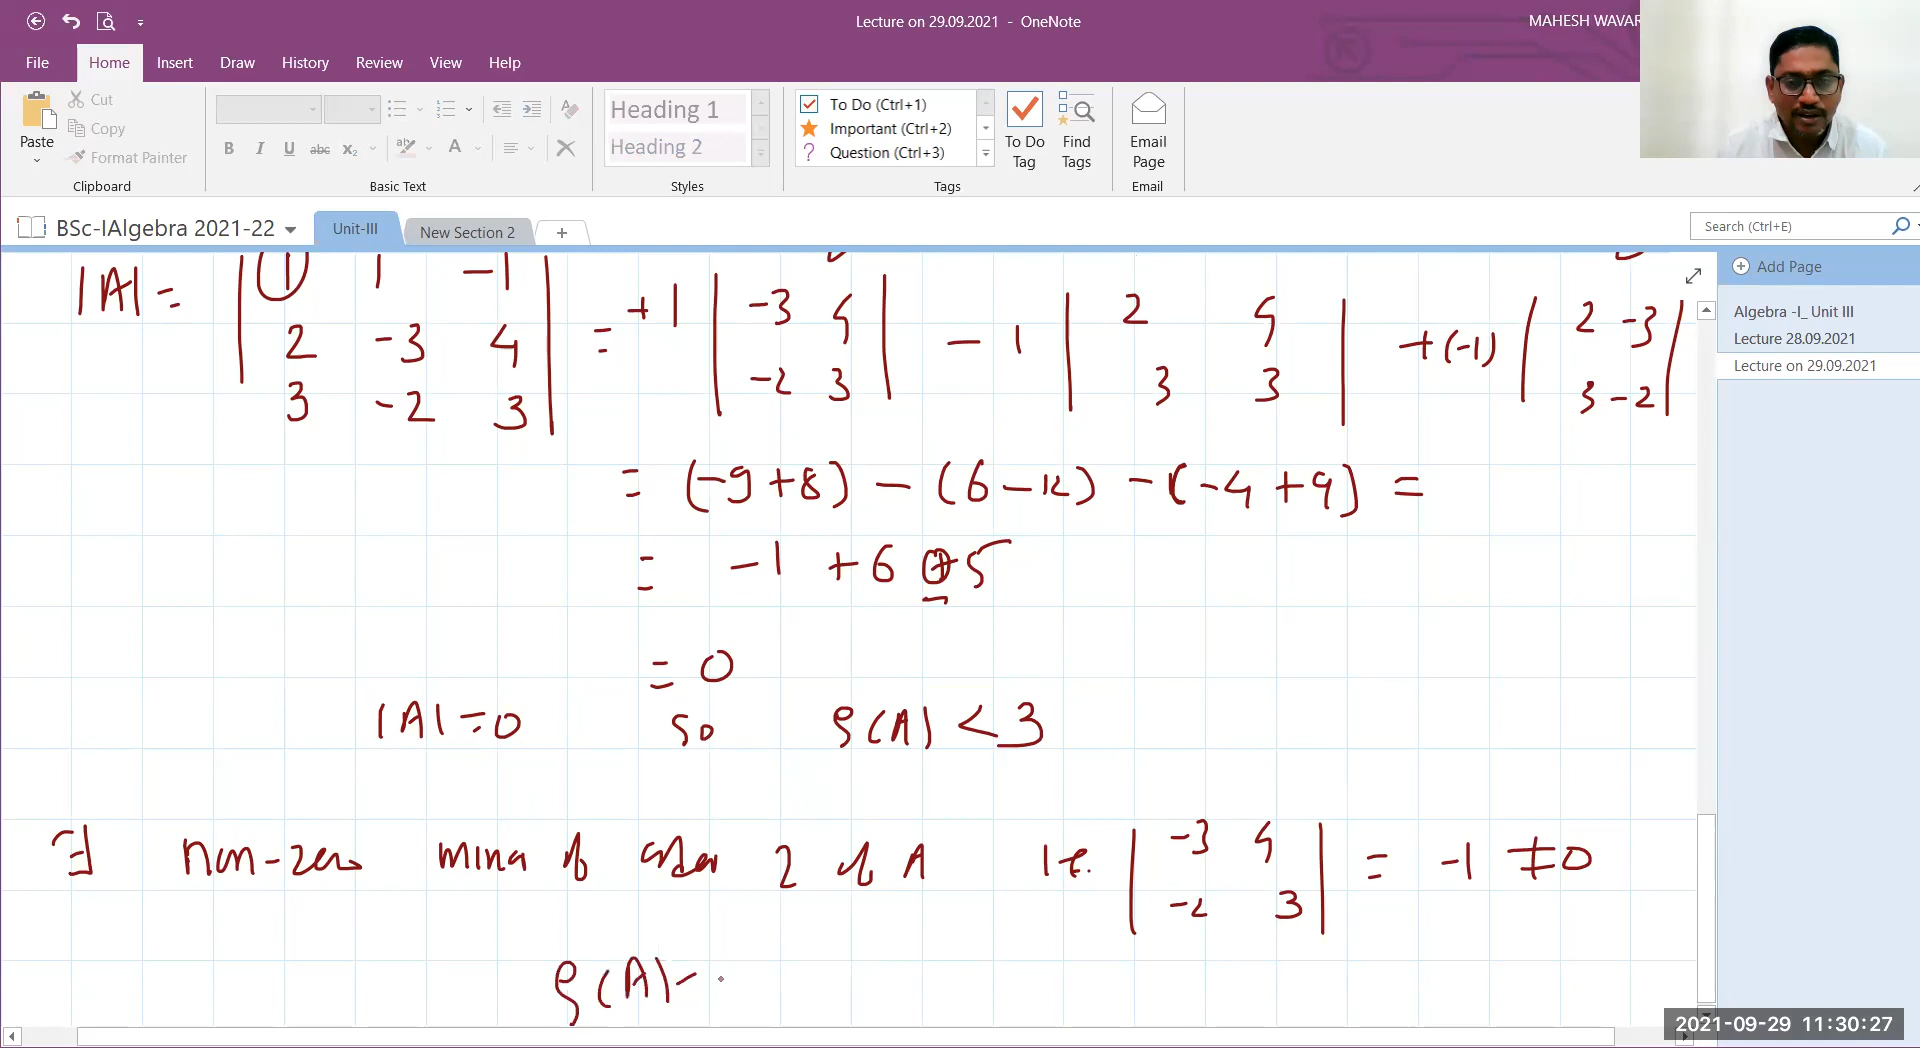 Lecture on 29.09.2021 - OneNote
MAHESH WAVAR
File Home Insert Draw History Review View Help
Paste
Cut
Copy
Format Painter
Clipboard
B I U abc x₂ A
Basic Text
Heading 1
Heading 2
Styles
To Do (Ctrl+1)
Important (Ctrl+2)
Question (Ctrl+3)
To Do Tag
Find Tags
Tags
Email Page
Email
BSc-IAlgebra 2021-22
Unit-III
New Section 2
+
Search (Ctrl+E)
Add Page
Algebra -I_ Unit III
Lecture 28.09.2021
Lecture on 29.09.2021
|A| = | 1 1 -1 | = +1 | -3 4 | - 1 | 2 4 | +(-1) | 2 -3 |
| 2 -3 4 | | -2 3 | | 3 3 | | 3 -2 |
| 3 -2 3 |
= (-9+8) - (6-12) - (-4+9) =
= -1 + 6 + 5
= 0
|A| = 0 so ρ(A) < 3
∃ non-zero minor of order 2 of A i.e. | -3 4 | = -1 ≠ 0
| -2 3 |
ρ(A) -
2021-09-29 11:30:27